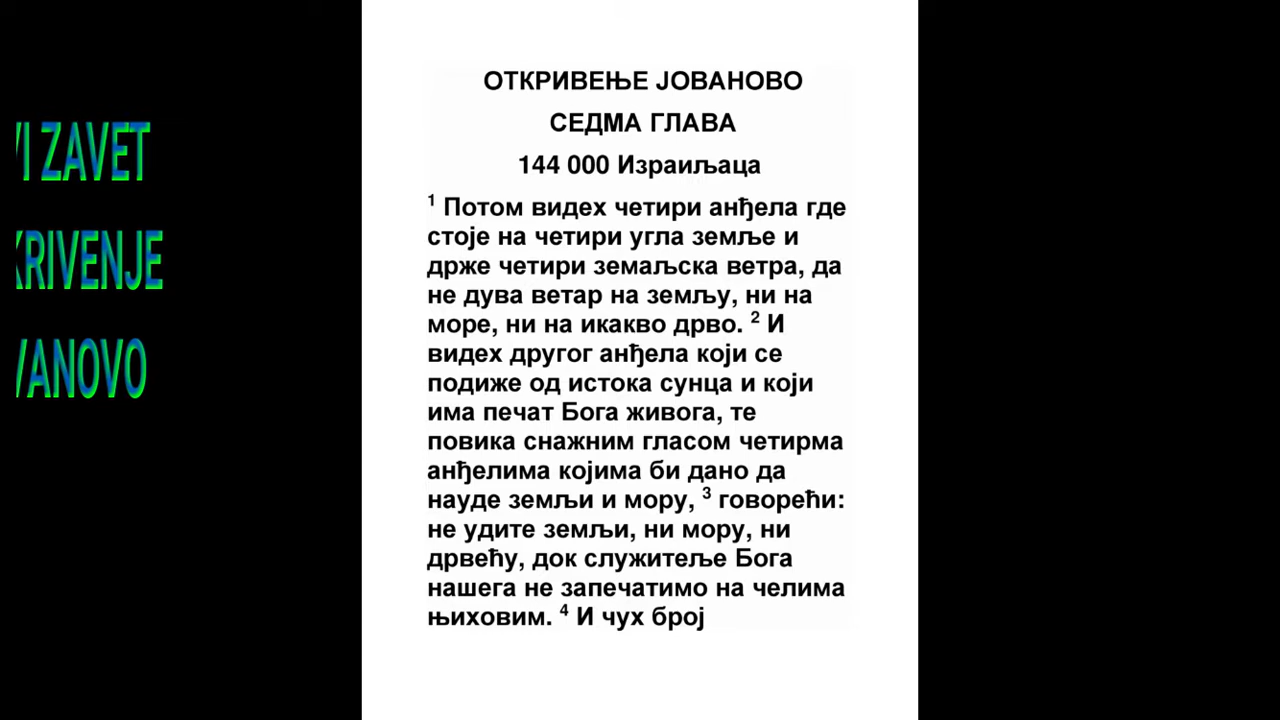 ZAVET
ОТКРИВЕЊЕ ЈОВАНОВО
СЕДМА ГЛАВА
144 000 Израиљаца
1 Потом видех четири анђела где
стоје на четири угла земље и
држе четири земаљска ветра, да
не дува ветар на земљу, ни на
море, ни на икакво дрво. 2 И
видех другог анђела који се
подиже од истока сунца и који
има печат Бога живога, те
повика снажним гласом четирма
анђелима којима би дано да
науде земљи и мору, 3 говорећи:
не удите земљи, ни мору, ни
дрвећу, док служитеље Бога
нашега не запечатимо на челима
њиховим. 4 И чух број